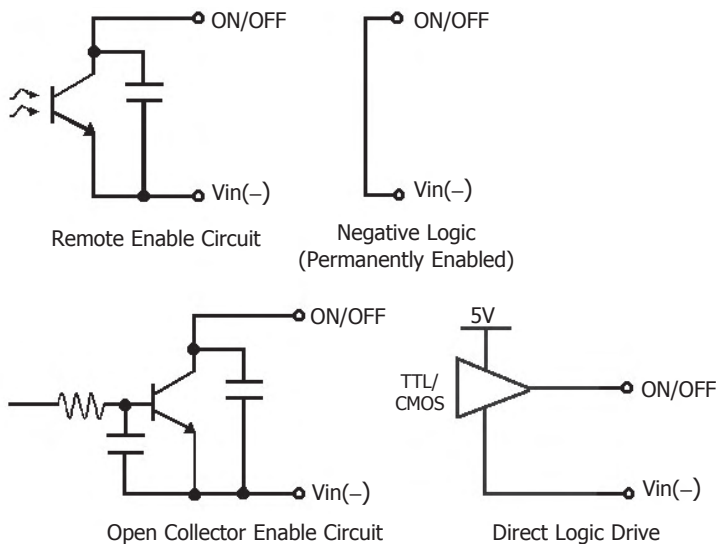 ON/OFF
Vin(–)
Remote Enable Circuit
ON/OFF
Vin(–)
Negative Logic
(Permanently Enabled)
ON/OFF
Vin(–)
Open Collector Enable Circuit
5V
TTL/
CMOS
ON/OFF
Vin(–)
Direct Logic Drive